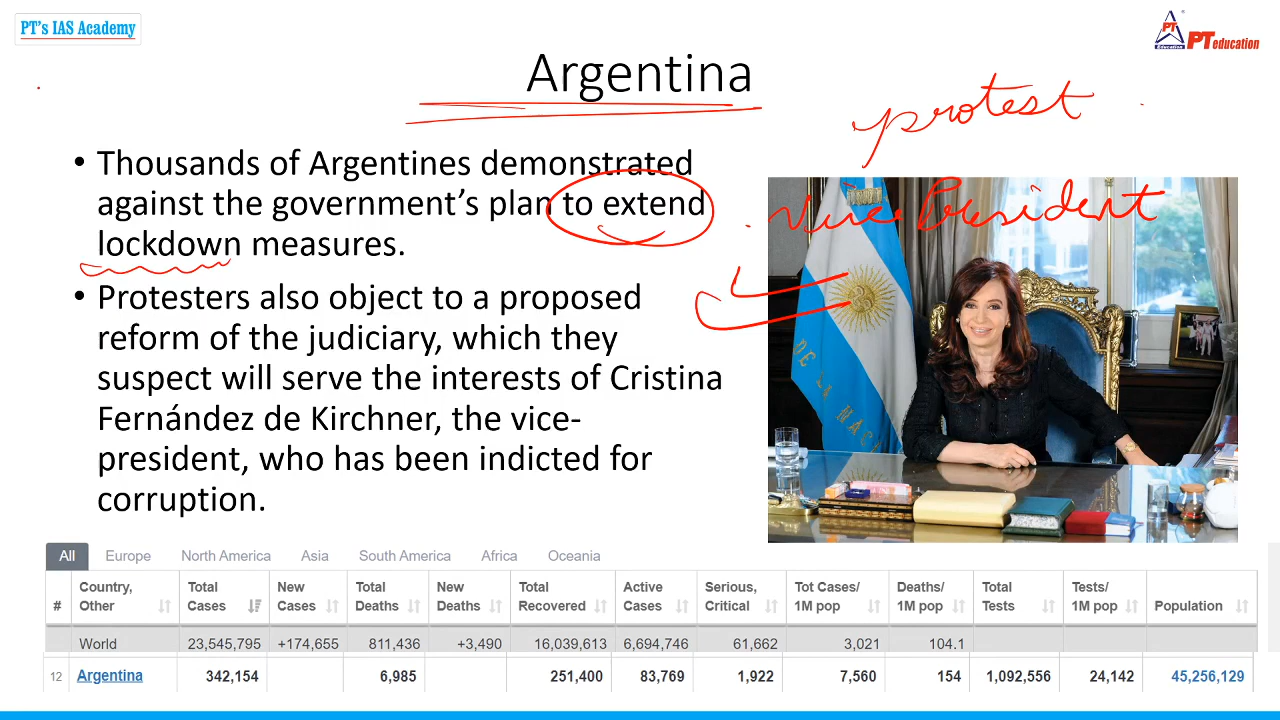 PT's IAS Academy
PT
Education
PT education
Argentina
protest
Vice President
• Thousands of Argentines demonstrated
against the government's plan to extend
lockdown measures.
• Protesters also object to a proposed
reform of the judiciary, which they
suspect will serve the interests of Cristina
Fernández de Kirchner, the vice-
president, who has been indicted for
corruption.
All Europe North America Asia South America Africa Oceania
# Country, Other Total Cases New Cases Total Deaths New Deaths Total Recovered Active Cases Serious, Critical Tot Cases/ 1M pop Deaths/ 1M pop Total Tests Tests/ 1M pop Population
World 23,545,795 +174,655 811,436 +3,490 16,039,613 6,694,746 61,662 3,021 104.1
12 Argentina 342,154 6,985 251,400 83,769 1,922 7,560 154 1,092,556 24,142 45,256,129